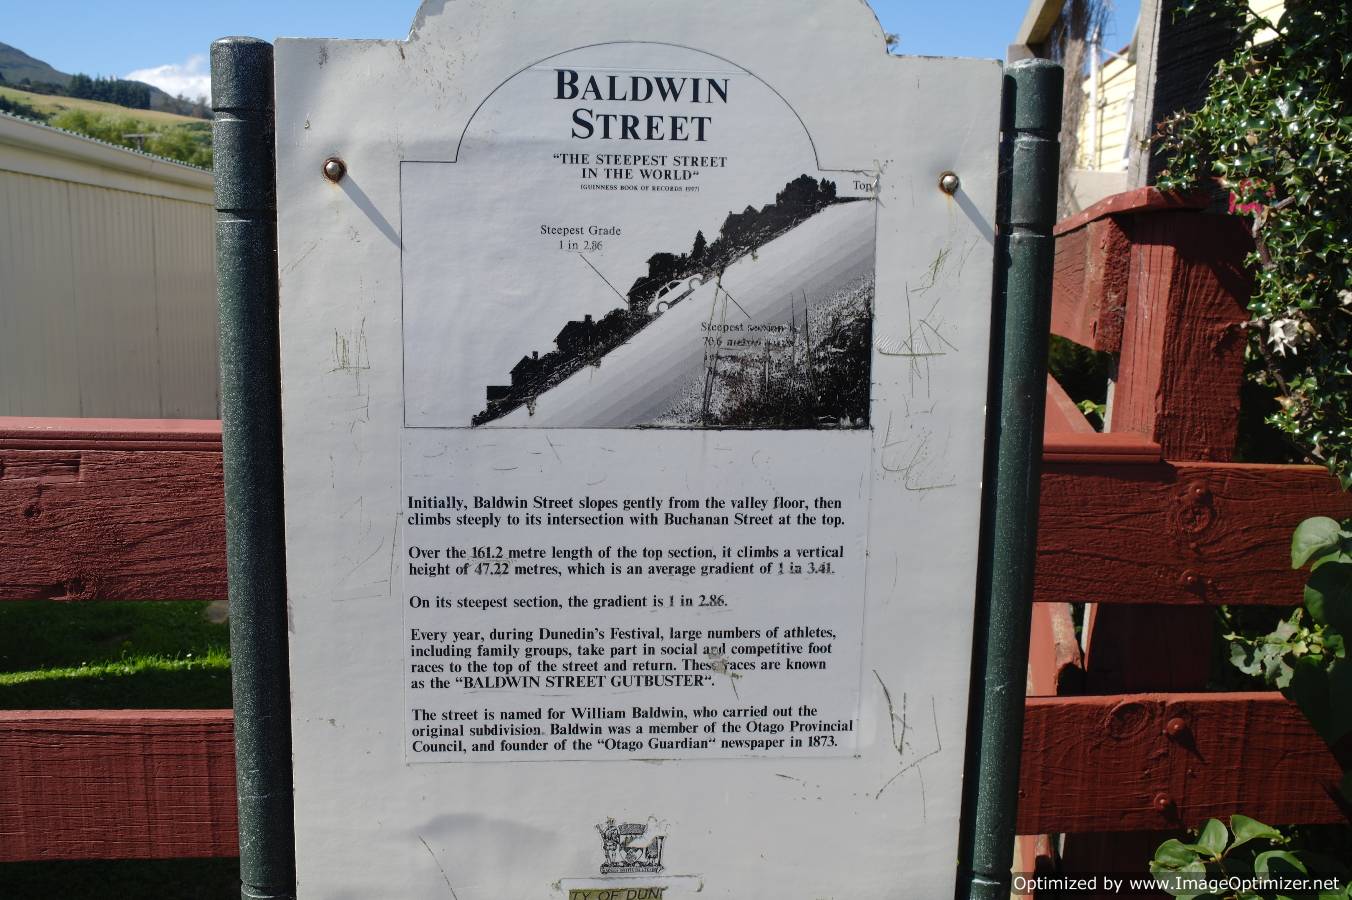 BALDWIN
STREET
“THE STEEPEST STREET
IN THE WORLD“
(GUINNESS BOOK OF RECORDS 1997)
Top
Steepest Grade
1 in 2.86
Steepest section
70.6
Initially, Baldwin Street slopes gently from the valley floor, then
climbs steeply to its intersection with Buchanan Street at the top.
Over the 161.2 metre length of the top section, it climbs a vertical
height of 47.22 metres, which is an average gradient of 1 in 3.41.
On its steepest section, the gradient is 1 in 2.86.
Every year, during Dunedin's Festival, large numbers of athletes,
including family groups, take part in social and competitive foot
races to the top of the street and return. These races are known
as the “BALDWIN STREET GUTBUSTER“.
The street is named for William Baldwin, who carried out the
original subdivision. Baldwin was a member of the Otago Provincial
Council, and founder of the “Otago Guardian“ newspaper in 1873.
TY OF DUN
Optimized by www.ImageOptimizer.net